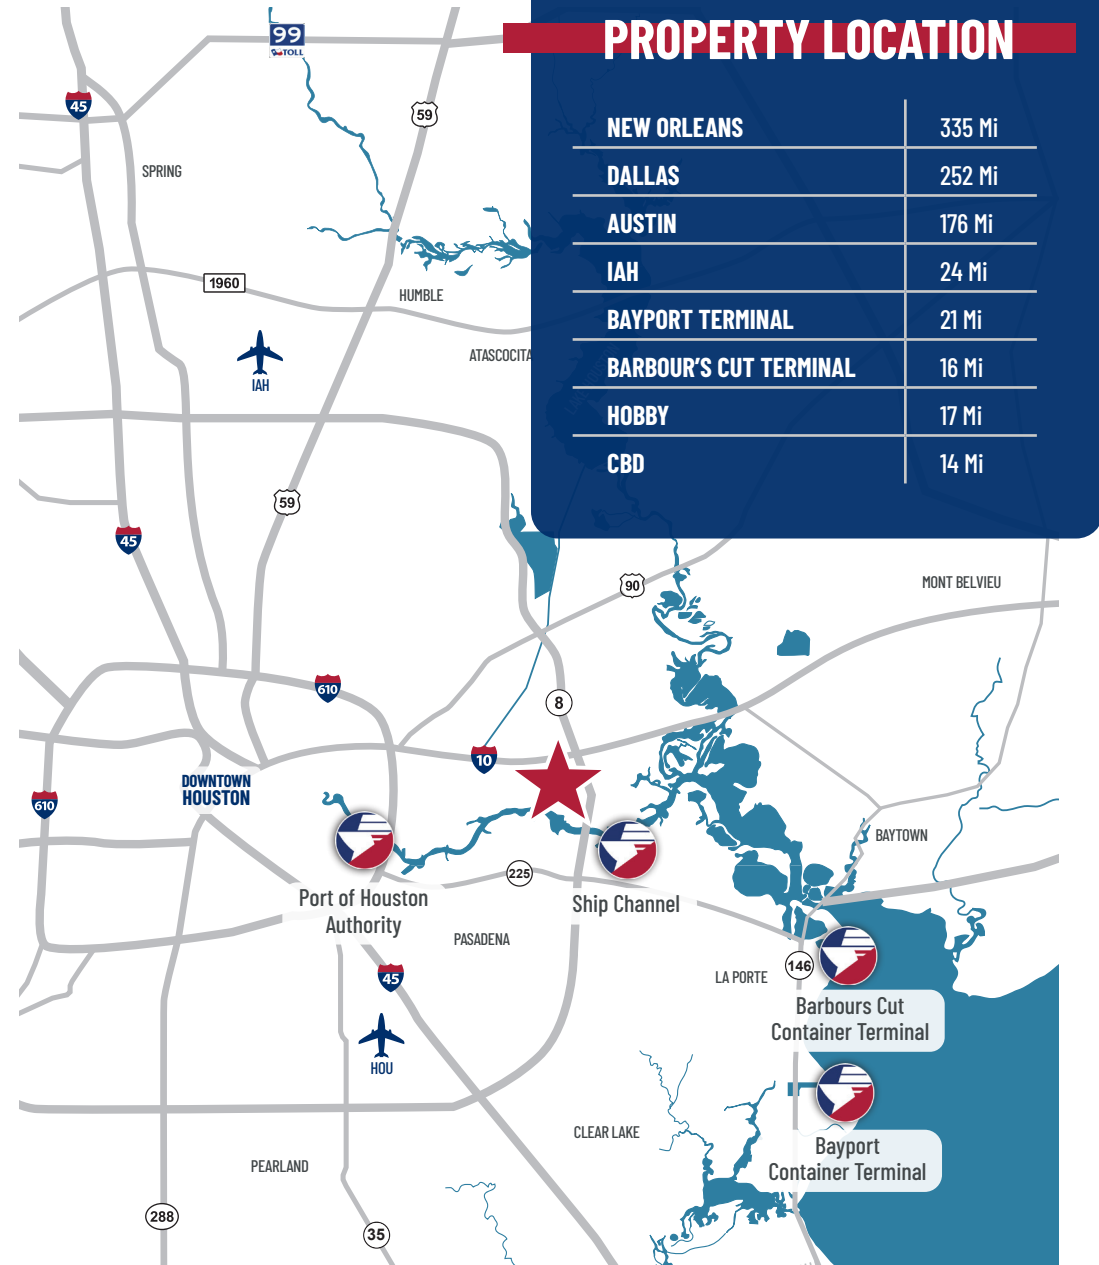 PROPERTY LOCATION
NEW ORLEANS 335 Mi
DALLAS 252 Mi
AUSTIN 176 Mi
IAH 24 Mi
BAYPORT TERMINAL 21 Mi
BARBOUR'S CUT TERMINAL 16 Mi
HOBBY 17 Mi
CBD 14 Mi
99
TOLL
45
59
SPRING
1960
HUMBLE
ATASCOCITA
IAH
59
45
90
MONT BELVIEU
610
8
10
DOWNTOWN
HOUSTON
610
BAYTOWN
225
Port of Houston
Authority
Ship Channel
PASADENA
45
LA PORTE
146
Barbours Cut
Container Terminal
HOU
CLEAR LAKE
Bayport
Container Terminal
PEARLAND
288
35